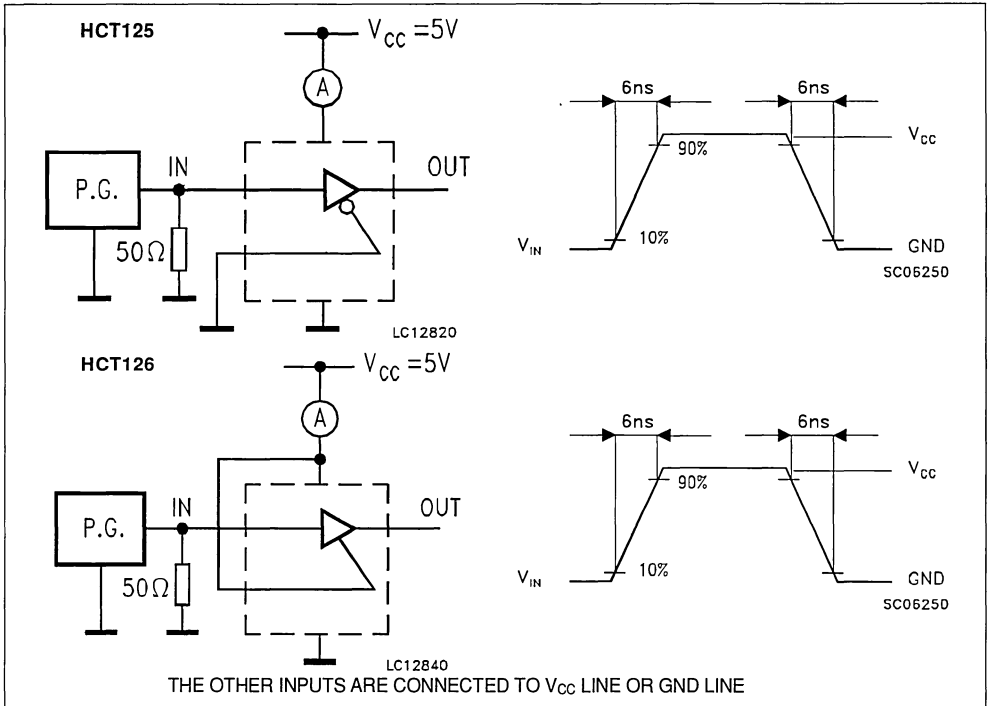 HCT125
V_CC =5V
A
P.G.
IN
OUT
50Ω
LC12820
6ns
6ns
V_CC
90%
10%
V_IN
GND
SC06250
HCT126
V_CC =5V
A
P.G.
IN
OUT
50Ω
LC12840
6ns
6ns
V_CC
90%
10%
V_IN
GND
SC06250
THE OTHER INPUTS ARE CONNECTED TO V_CC LINE OR GND LINE